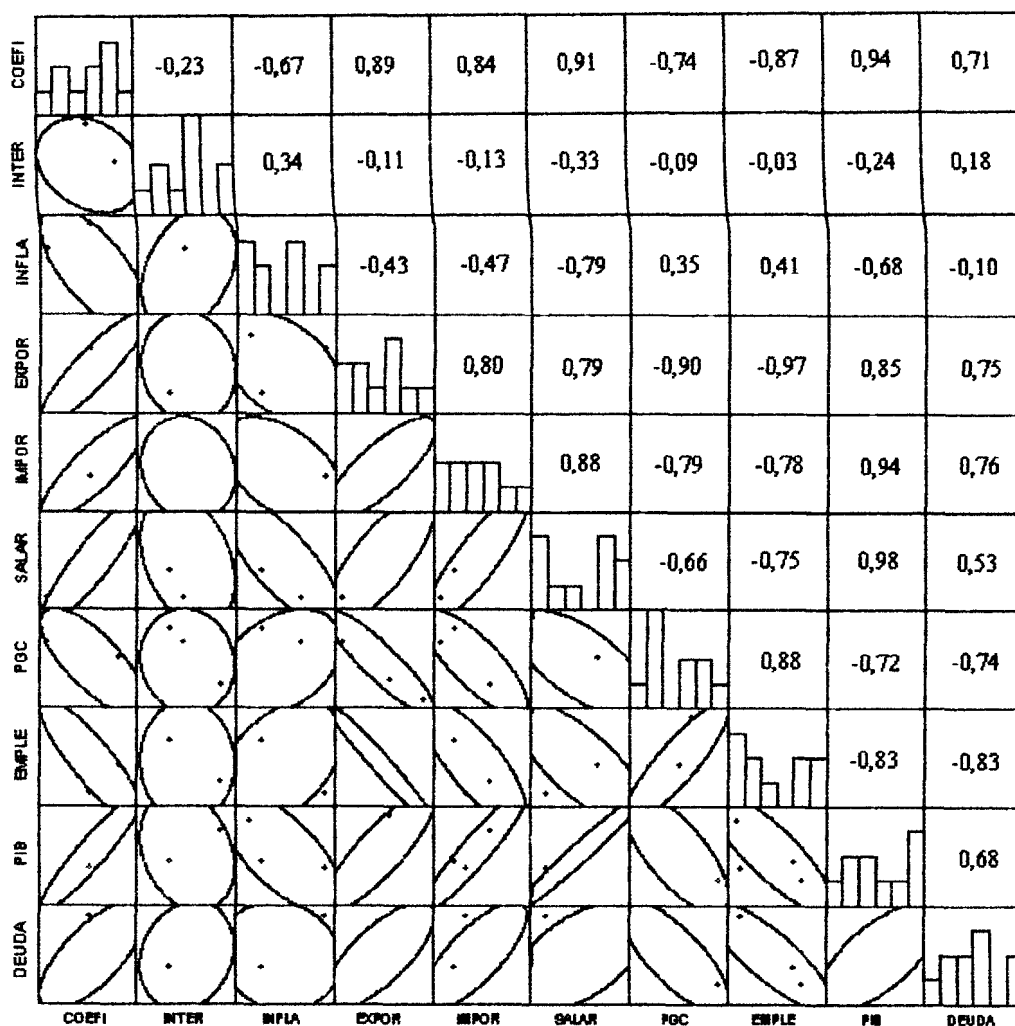 COEFI -0,23 -0,67 0,89 0,84 0,91 -0,74 -0,87 0,94 0,71
INTER 0,34 -0,11 -0,13 -0,33 -0,09 -0,03 -0,24 0,18
INFLA -0,43 -0,47 -0,79 0,35 0,41 -0,68 -0,10
EXPOR 0,80 0,79 -0,90 -0,97 0,85 0,75
IMPOR 0,88 -0,79 -0,78 0,94 0,76
SALAR -0,66 -0,75 0,98 0,53
PGC 0,88 -0,72 -0,74
EMPLE -0,83 -0,83
PIB 0,68
DEUDA
COEFI INTER INFLA EXPOR IMPOR SALAR PGC EMPLE PIB DEUDA